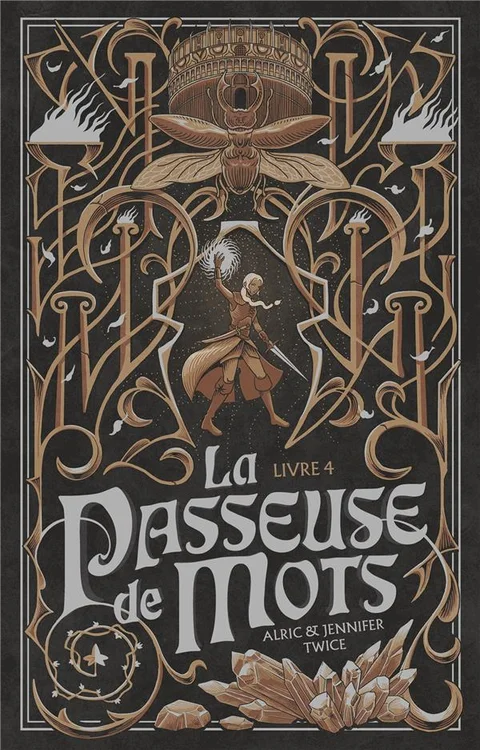 La
LIVRE 4
PASSEUSE
de MOTS
ALRIC & JENNIFER
TWICE